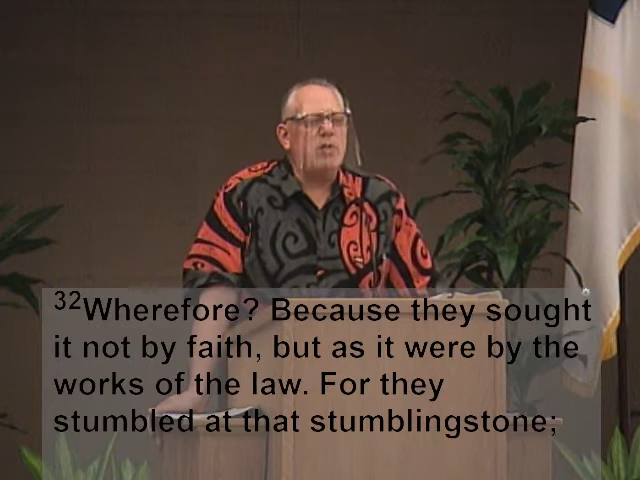 32Wherefore? Because they sought
it not by faith, but as it were by the
works of the law. For they
stumbled at that stumblingstone;